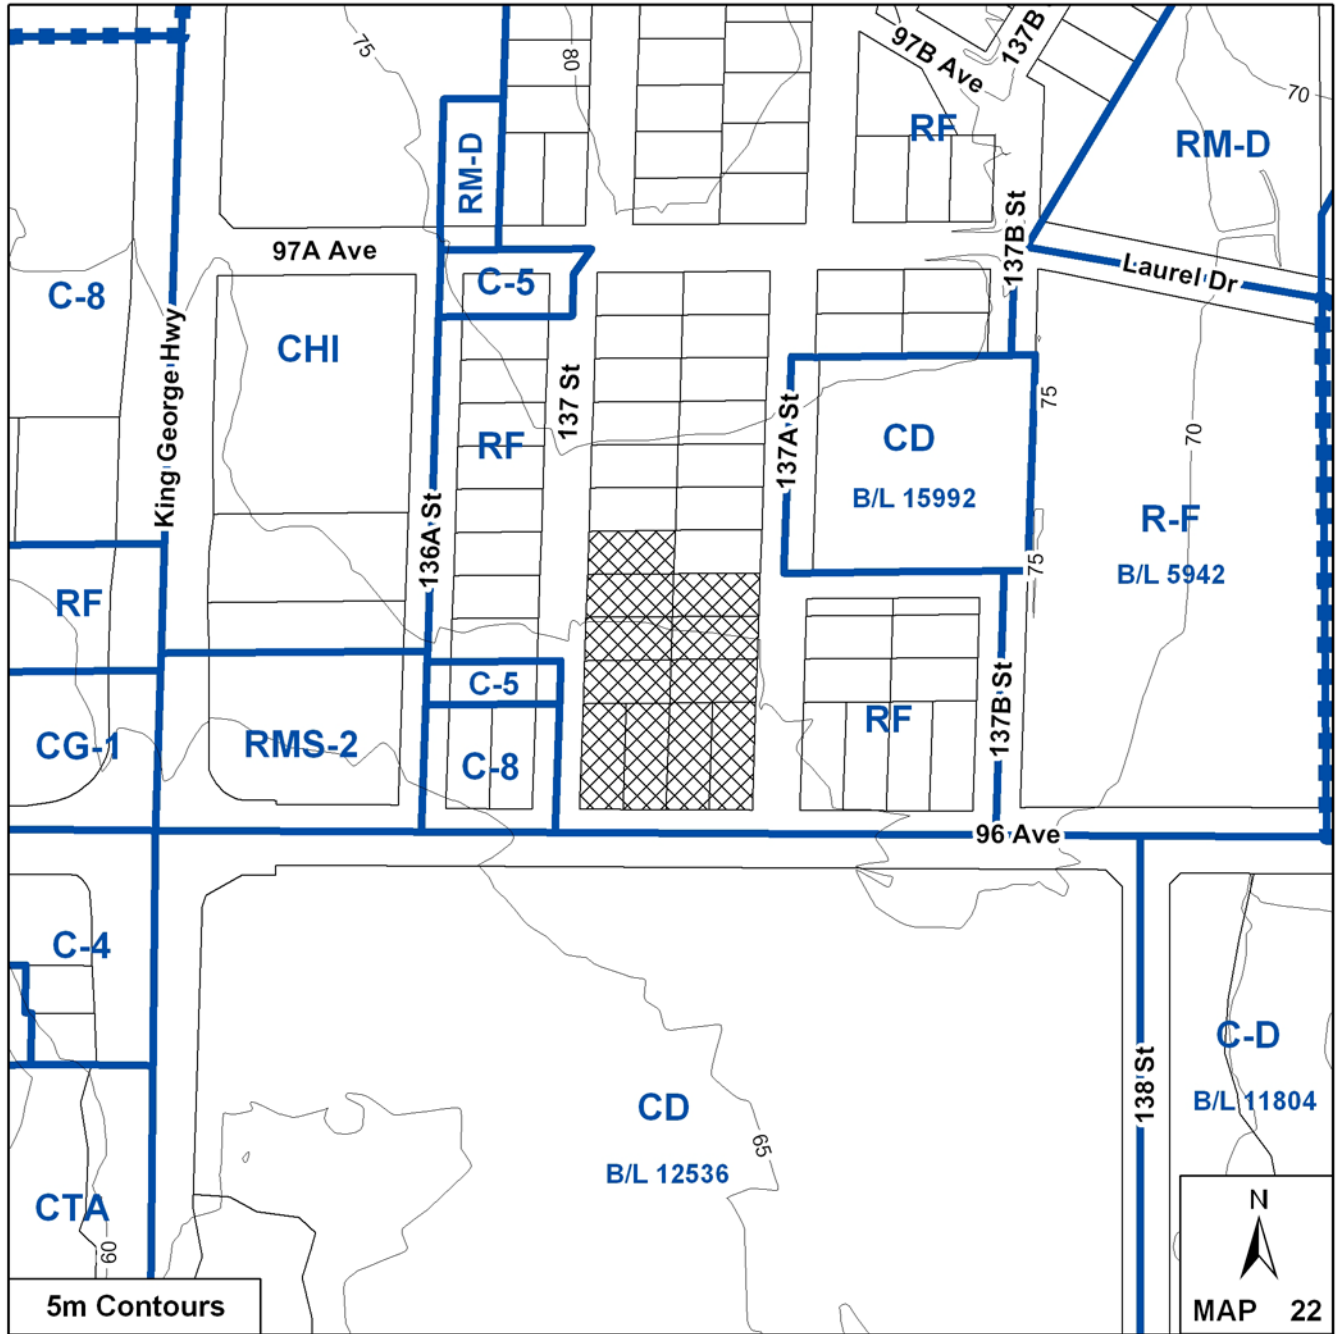 75
80
97B Ave
137B
70
RF
RM-D
RM-D
97A Ave
137B St
C-5
Laurel Dr
C-8
CHI
King George Hwy
137 St
137A St
75
CD
B/L 15992
RF
70
R-F
B/L 5942
136A St
75
RF
C-5
RF
137B St
CG-1
RMS-2
C-8
96 Ave
C-4
C-D
B/L 11804
138 St
CD
B/L 12536
65
CTA
60
N
5m Contours
MAP 22